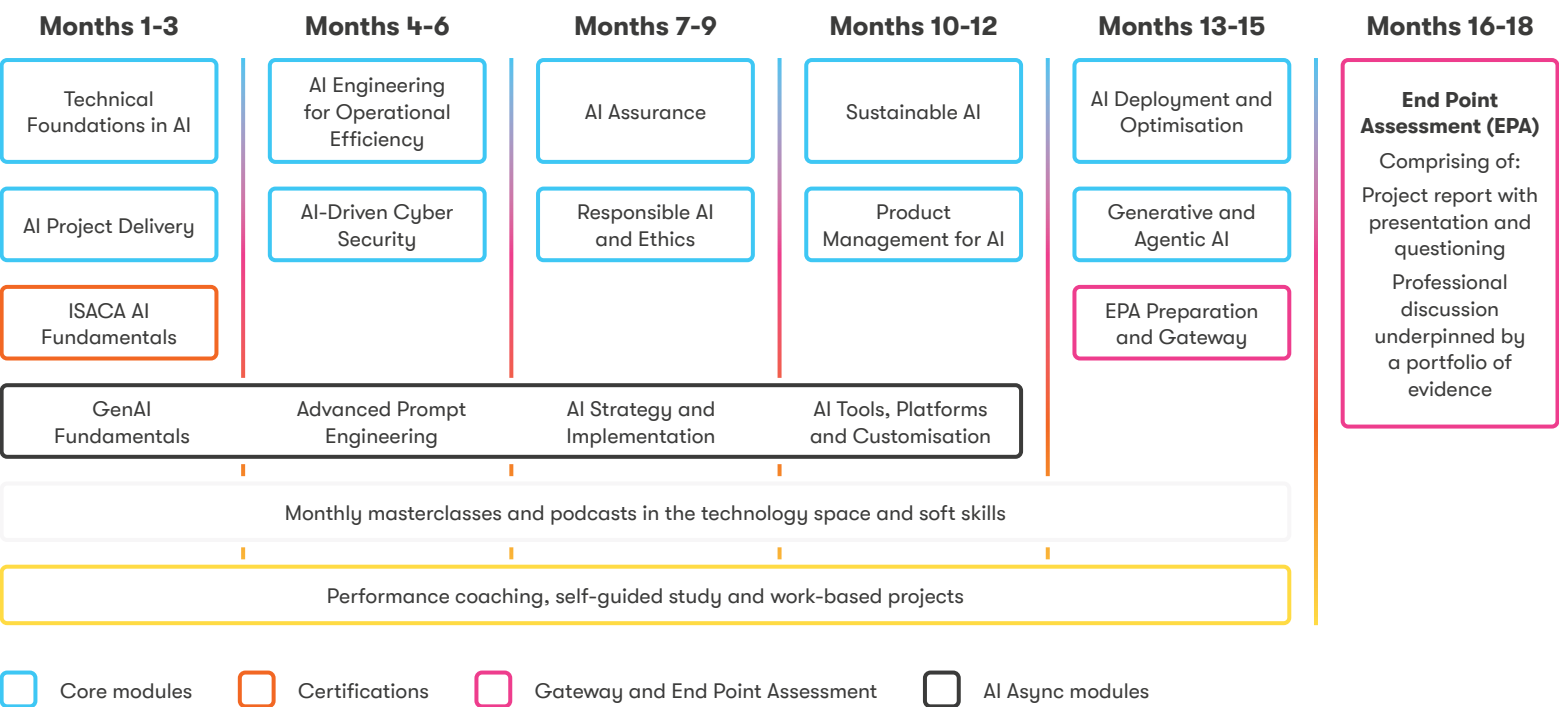 Months 1-3
Months 4-6
Months 7-9
Months 10-12
Months 13-15
Months 16-18
Technical
Foundations in AI
AI Engineering
for Operational
Efficiency
AI Assurance
Sustainable AI
AI Deployment and
Optimisation
End Point
Assessment (EPA)
Comprising of:
Project report with
presentation and
questioning
Professional
discussion
underpinned by
a portfolio of
evidence
AI Project Delivery
AI-Driven Cyber
Security
Responsible AI
and Ethics
Product
Management for AI
Generative and
Agentic AI
ISACA AI
Fundamentals
EPA Preparation
and Gateway
GenAI
Fundamentals
Advanced Prompt
Engineering
AI Strategy and
Implementation
AI Tools, Platforms
and Customisation
Monthly masterclasses and podcasts in the technology space and soft skills
Performance coaching, self-guided study and work-based projects
Core modules
Certifications
Gateway and End Point Assessment
AI Async modules